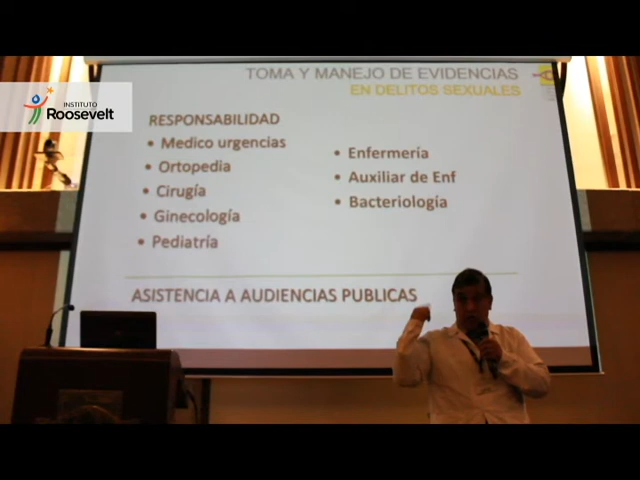 TOMA Y MANEJO DE EVIDENCIAS
EN DELITOS SEXUALES
INSTITUTO
Roosevelt
RESPONSABILIDAD
• Medico urgencias
• Ortopedia
• Cirugía
• Ginecología
• Pediatría
• Enfermería
• Auxiliar de Enf
• Bacteriología
ASISTENCIA A AUDIENCIAS PUBLICAS